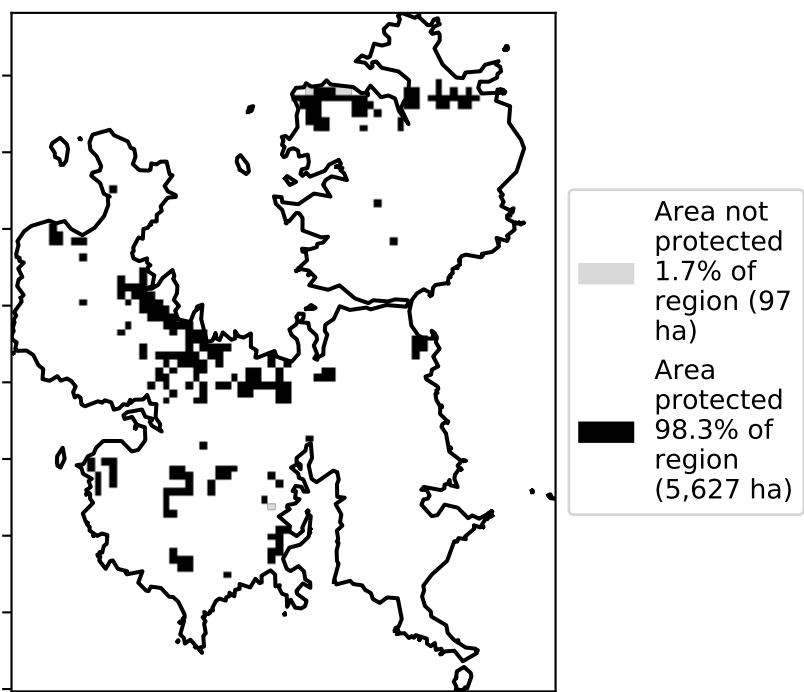 Area not
protected
1.7% of
region (97
ha)
Area
protected
98.3% of
region
(5,627 ha)